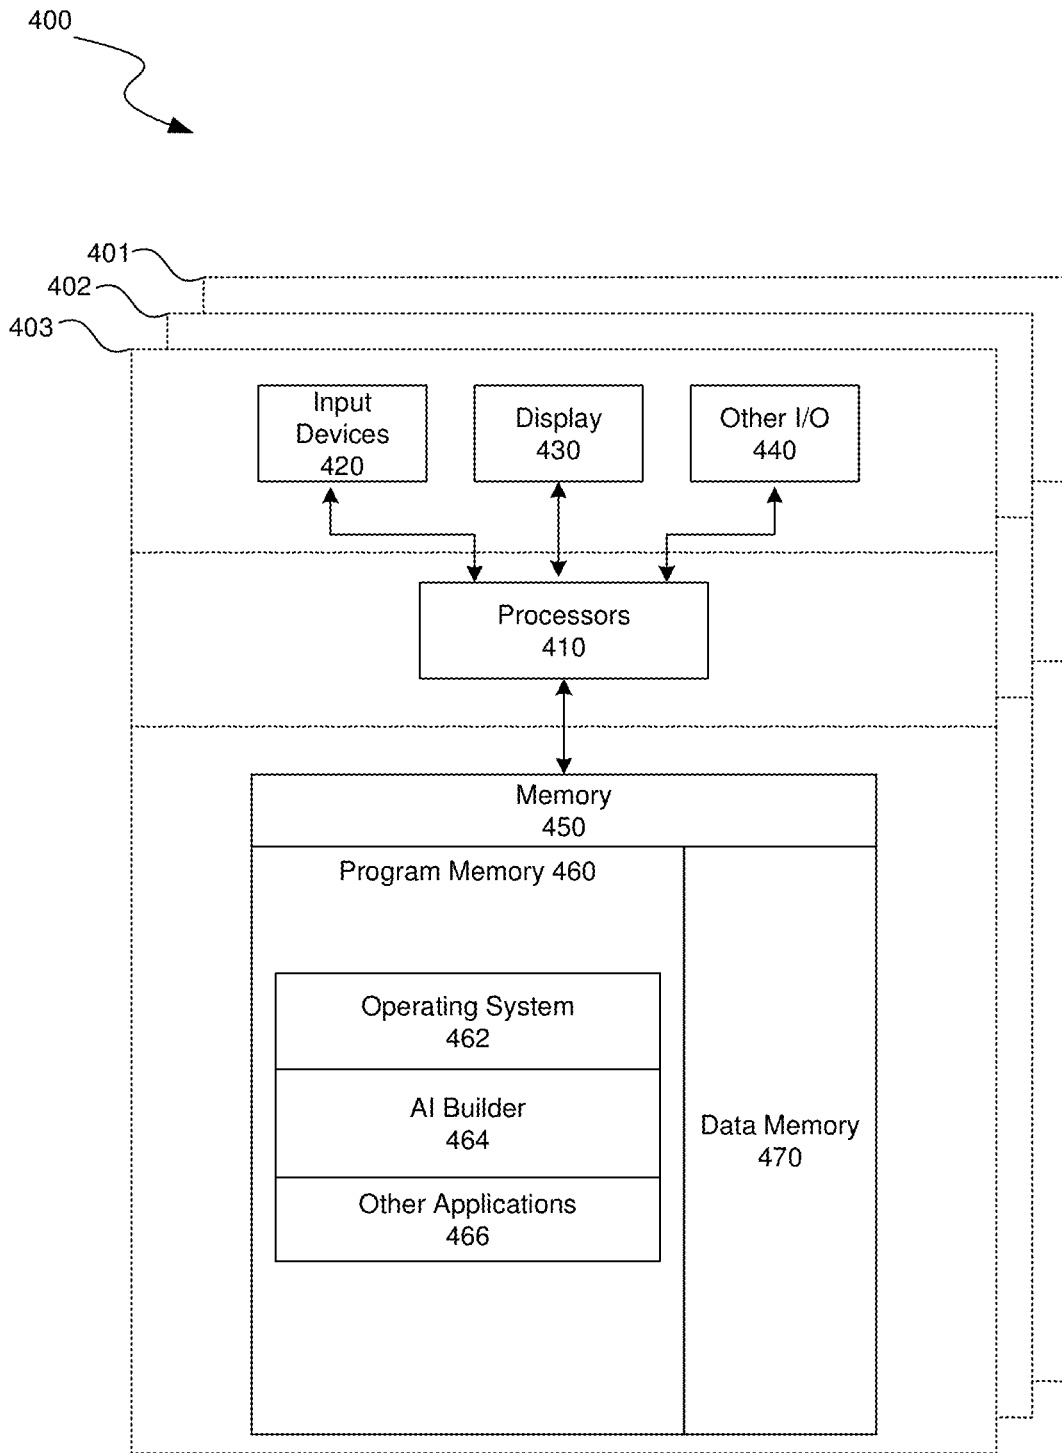 400
401
402
403
Input
Devices
420
Display
430
Other I/O
440
Processors
410
Memory
450
Program Memory 460
Operating System
462
AI Builder
464
Other Applications
466
Data Memory
470